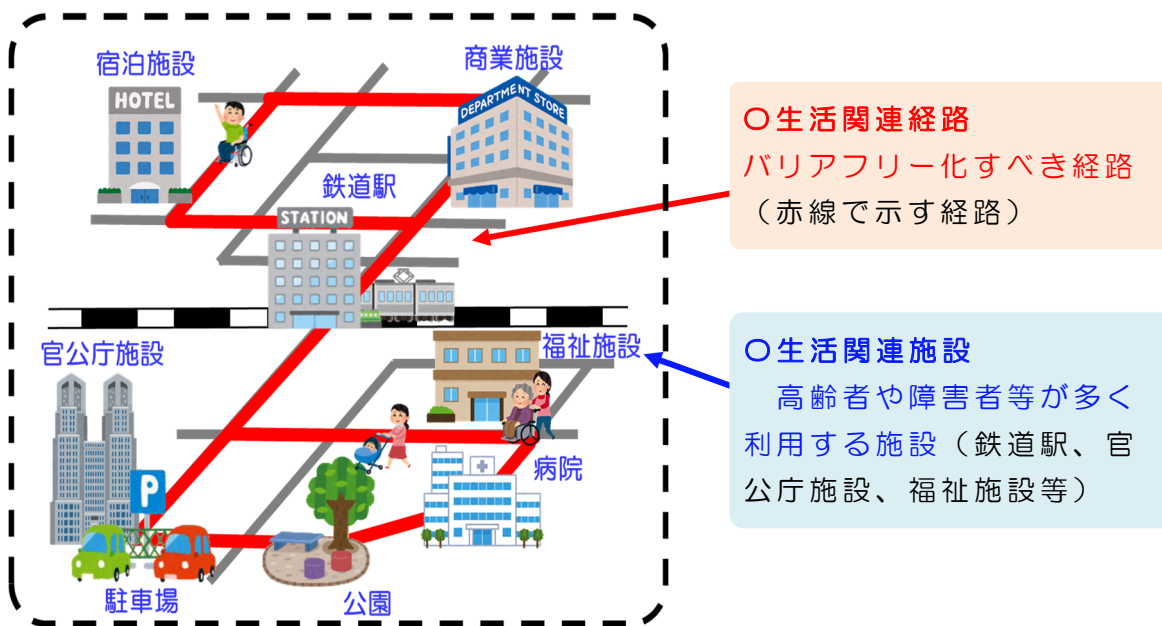 宿泊施設
商業施設
HOTEL
DEPARTMENT STORE
鉄道駅
STATION
官公庁施設
福祉施設
P
病院
駐車場
公園
〇生活関連経路
バリアフリー化すべき経路
（赤線で示す経路）
〇生活関連施設
　高齢者や障害者等が多く
利用する施設（鉄道駅、官
公庁施設、福祉施設等）